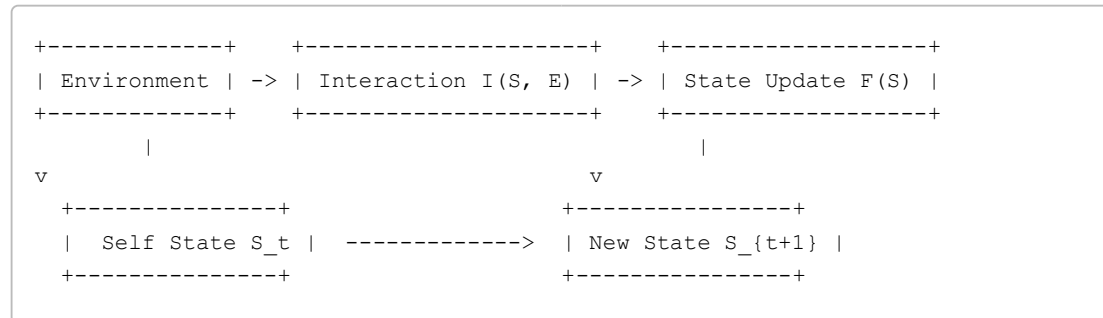 +-------------+ +---------------------+ +-------------------+
| Environment | -> | Interaction I(S, E) | -> | State Update F(S) |
+-------------+ +---------------------+ +-------------------+
| |
v v
+---------------+ +----------------+
| Self State S_t | -------------> | New State S_{t+1} |
+---------------+ +----------------+